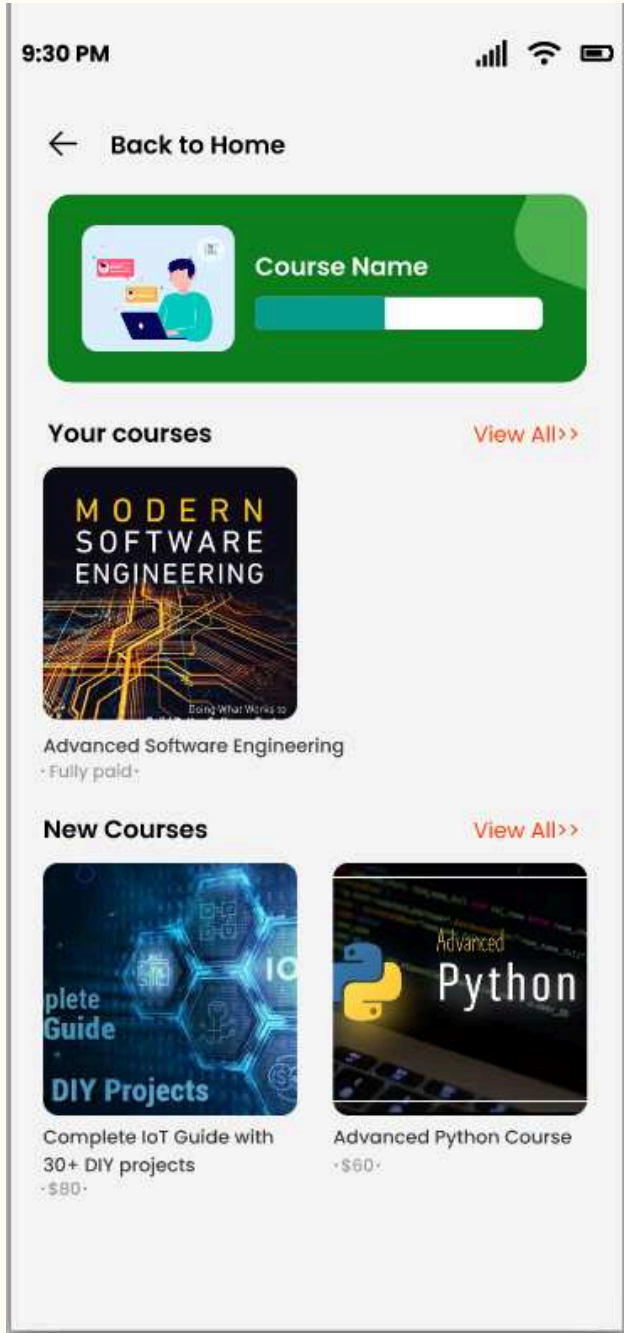 9:30 PM
Back to Home
Course Name
Your courses
View All>>
MODERN
SOFTWARE
ENGINEERING
Doing What Works to
Advanced Software Engineering
· Fully paid ·
New Courses
View All>>
plete
Guide
IO
DIY Projects
Advanced
Python
Complete IoT Guide with
30+ DIY projects
·$80·
Advanced Python Course
·$60·